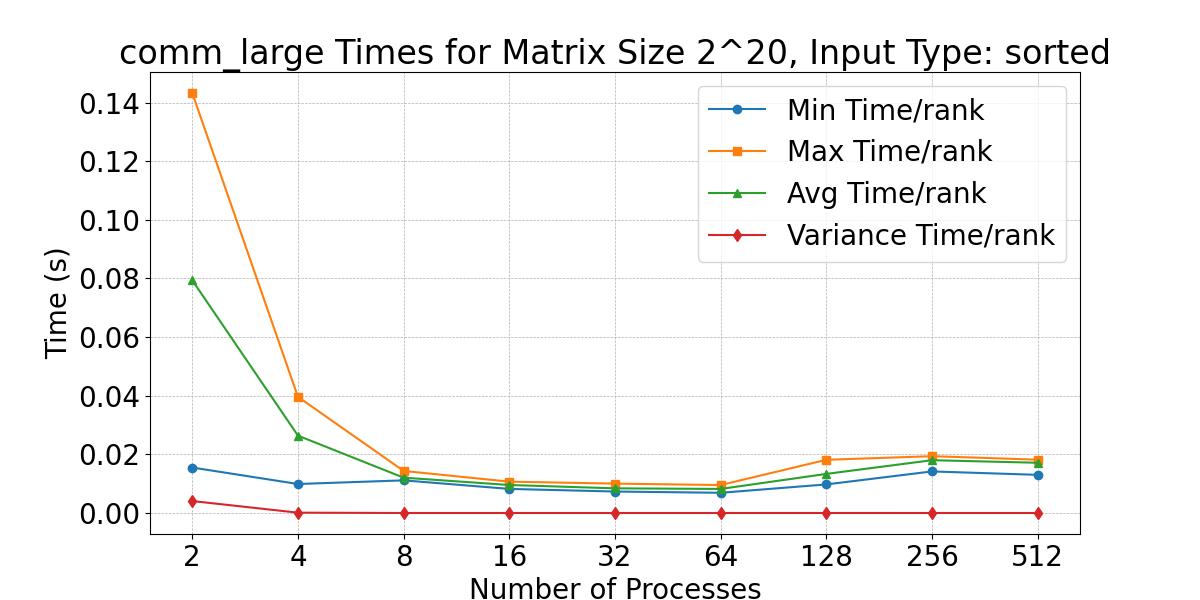 comm_large Times for Matrix Size 2^20, Input Type: sorted
Min Time/rank
Max Time/rank
Avg Time/rank
Variance Time/rank
Time (s)
0.14
0.12
0.10
0.08
0.06
0.04
0.02
0.00
2 4 8 16 32 64 128 256 512
Number of Processes